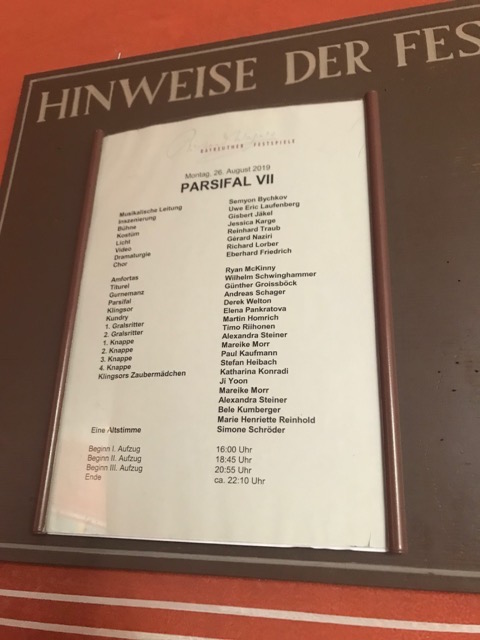 HINWEISE DER FES
BAYREUTHER FESTSPIELE
Montag, 26. August 2019
PARSIFAL VII
Musikalische Leitung Semyon Bychkov
Inszenierung Uwe Eric Laufenberg
Bühne Gisbert Jäkel
Kostüm Jessica Karge
Licht Reinhard Traub
Video Gérard Naziri
Dramaturgie Richard Lorber
Chor Eberhard Friedrich
Amfortas Ryan McKinny
Titurel Wilhelm Schwinghammer
Gurnemanz Günther Groissböck
Parsifal Andreas Schager
Klingsor Derek Welton
Kundry Elena Pankratova
1. Gralsritter Martin Homrich
2. Gralsritter Timo Riihonen
1. Knappe Alexandra Steiner
2. Knappe Mareike Morr
3. Knappe Paul Kaufmann
4. Knappe Stefan Heibach
Klingsors Zaubermädchen Katharina Konradi
Ji Yoon
Mareike Morr
Alexandra Steiner
Bele Kumberger
Marie Henriette Reinhold
Eine Altstimme Simone Schröder
Beginn I. Aufzug 16:00 Uhr
Beginn II. Aufzug 18:45 Uhr
Beginn III. Aufzug 20:55 Uhr
Ende ca. 22:10 Uhr